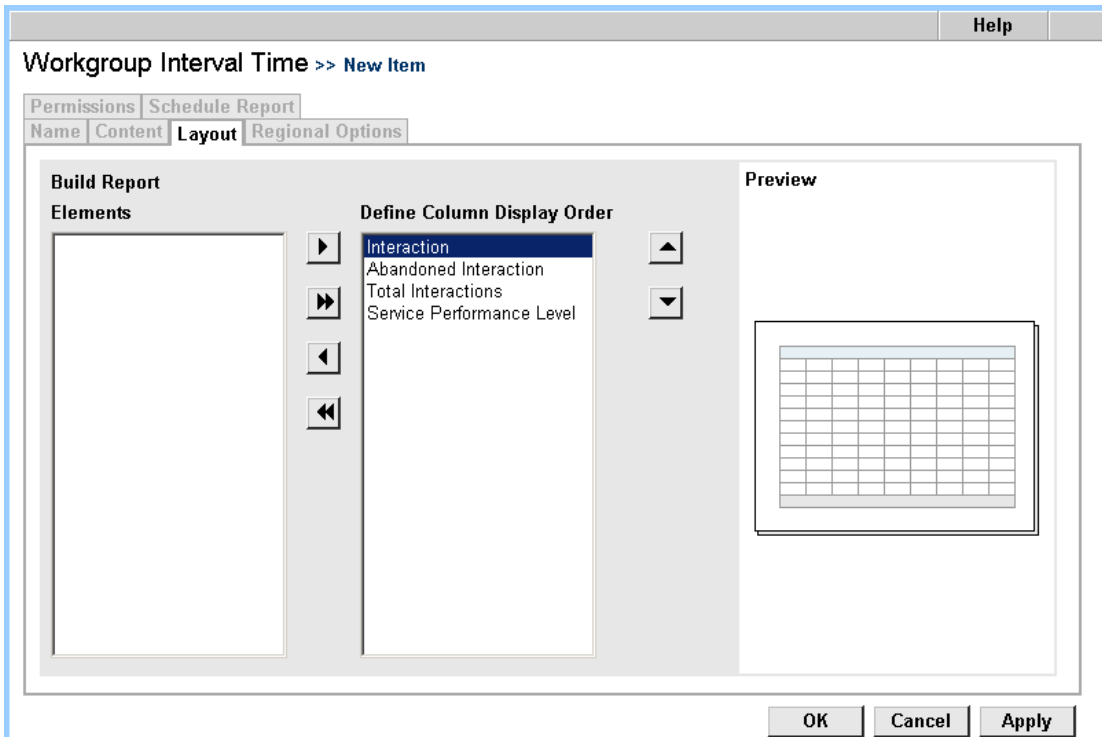 Help
Workgroup Interval Time >> New Item
Permissions Schedule Report
Name Content Layout Regional Options
Build Report
Preview
Elements
Define Column Display Order
Interaction
Abandoned Interaction
Total Interactions
Service Performance Level
OK Cancel Apply